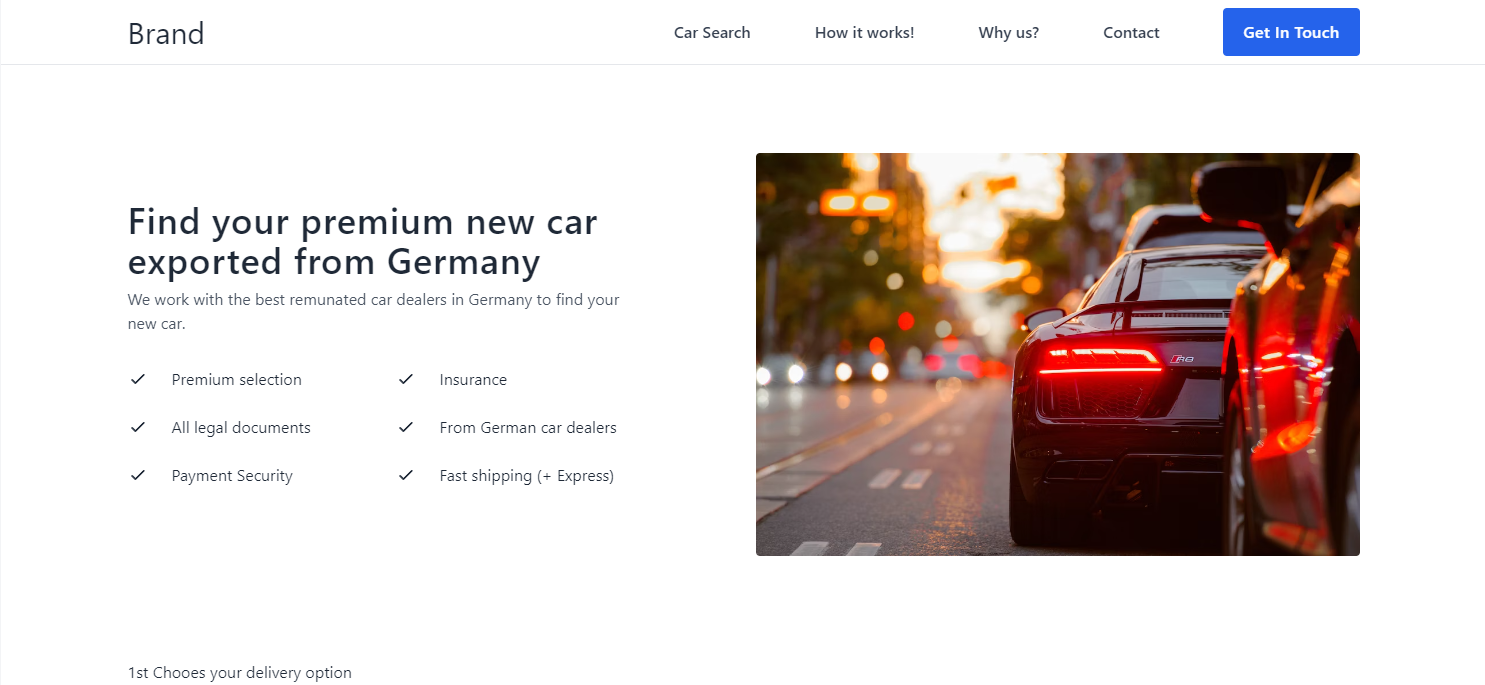 Brand
Car Search
How it works!
Why us?
Contact
Get In Touch
Find your premium new car
exported from Germany
We work with the best remunated car dealers in Germany to find your
new car.
Premium selection
Insurance
All legal documents
From German car dealers
Payment Security
Fast shipping (+ Express)
R8
1st Chooes your delivery option